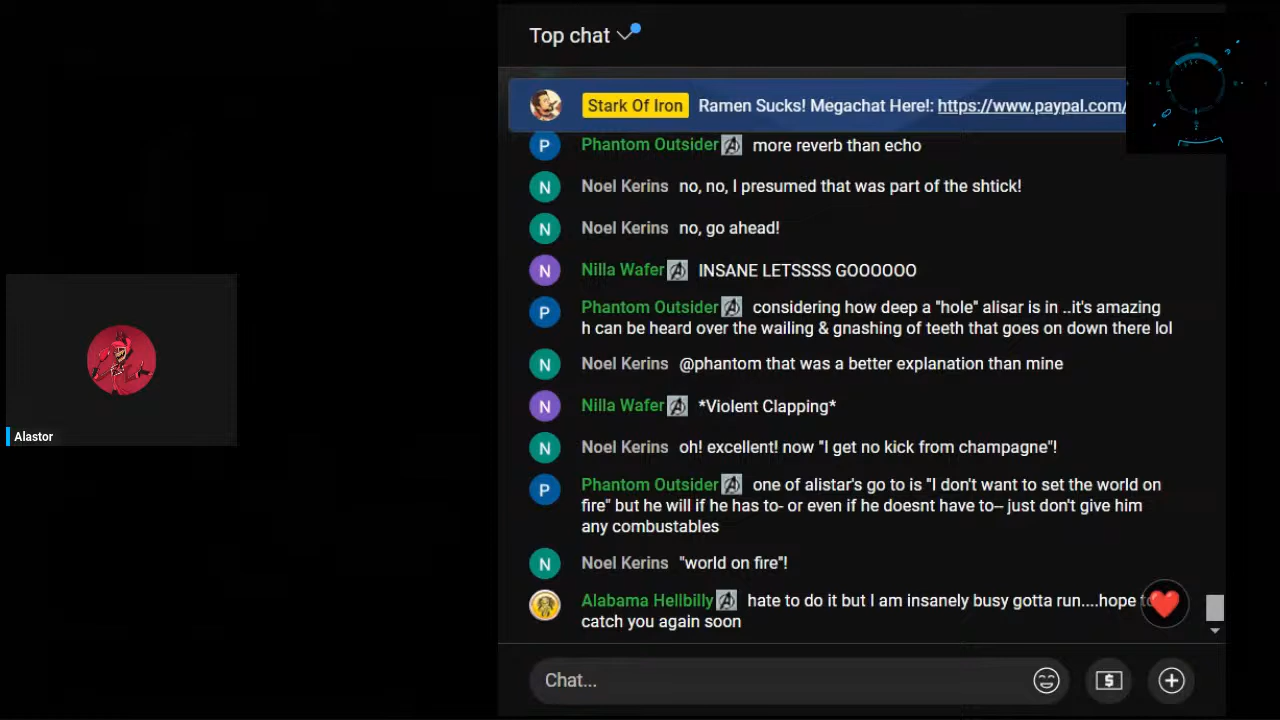 Top chat
Stark Of Iron Ramen Sucks! Megachat Here!: https://www.paypal.com/
Phantom Outsider more reverb than echo
Noel Kerins no, no, I presumed that was part of the shtick!
Noel Kerins no, go ahead!
Nilla Wafer INSANE LETSSSS GOOOOOO
Phantom Outsider considering how deep a "hole" alisar is in ..it's amazing
h can be heard over the wailing & gnashing of teeth that goes on down there lol
Noel Kerins @phantom that was a better explanation than mine
Nilla Wafer *Violent Clapping*
Alastor
Noel Kerins oh! excellent! now "I get no kick from champagne"!
Phantom Outsider one of alistar's go to is "I don't want to set the world on
fire" but he will if he has to- or even if he doesnt have to-- just don't give him
any combustables
Noel Kerins "world on fire"!
Alabama Hellbilly hate to do it but I am insanely busy gotta run....hope
catch you again soon
Chat...